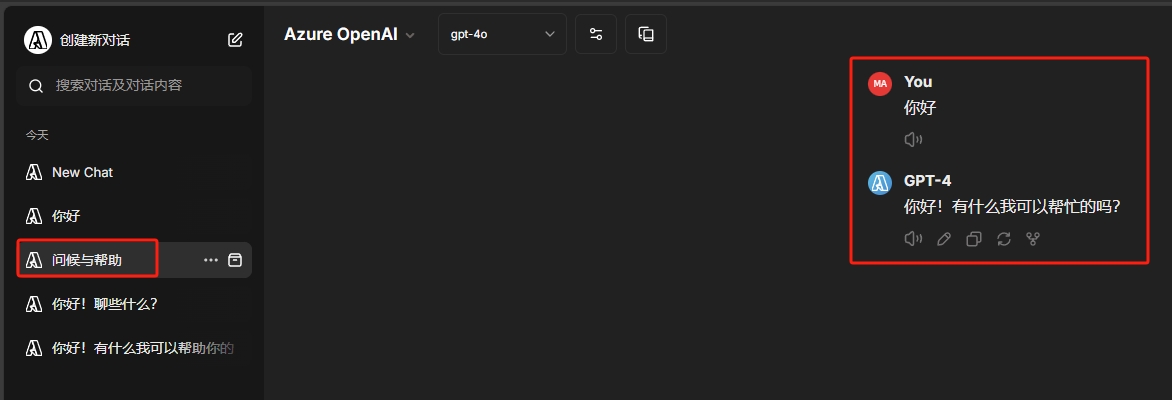 创建新对话
搜索对话及对话内容
今天
New Chat
你好
问候与帮助
你好！聊些什么？
你好！有什么我可以帮助你的
Azure OpenAI
gpt-4o
MA
You
你好
GPT-4
你好！有什么我可以帮忙的吗？